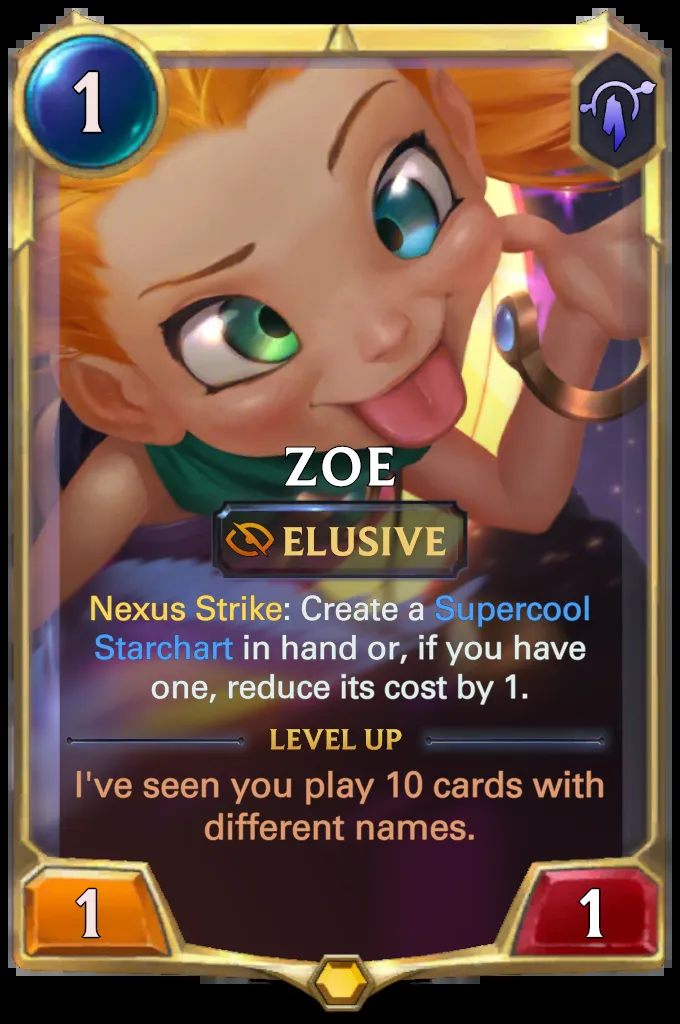 1
ZOE
ELUSIVE
Nexus Strike: Create a Supercool
Starchart in hand or, if you have
one, reduce its cost by 1.
LEVEL UP
I've seen you play 10 cards with
different names.
1 1